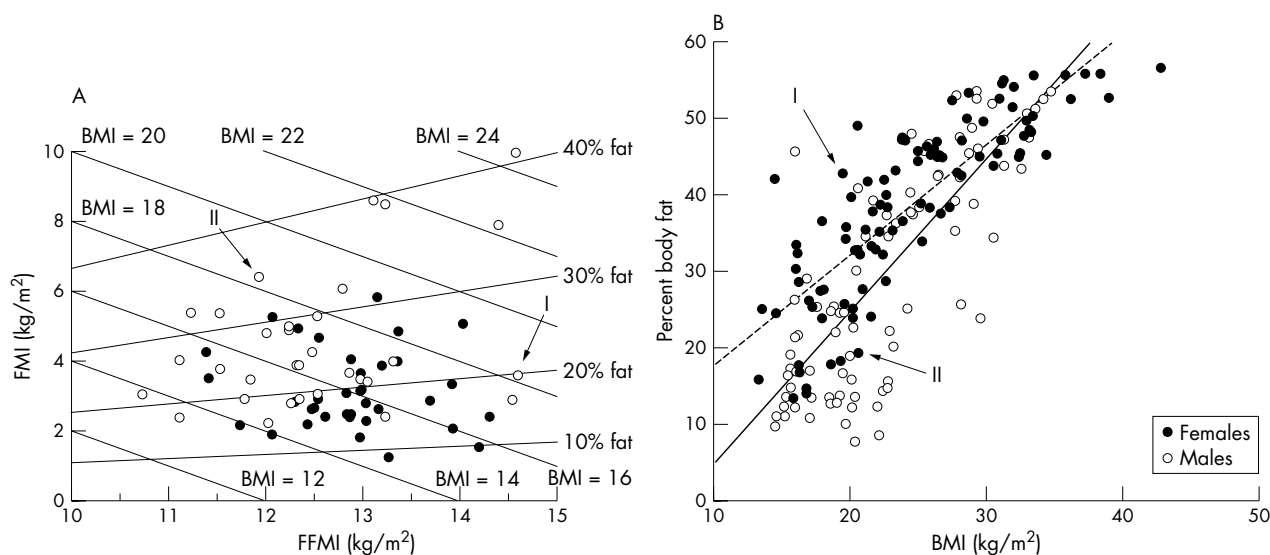 A
BMI = 20
BMI = 22
BMI = 24
10
40% fat
II
BMI = 18
8
30% fat
6
I
FMI (kg/m²)
4
20% fat
2
10% fat
BMI = 12
BMI = 14
BMI = 16
0
10
11
12
13
14
15
FFMI (kg/m²)
B
60
50
I
40
Percent body fat
30
20
II
10
Females
Males
0
10
20
30
40
50
BMI (kg/m²)